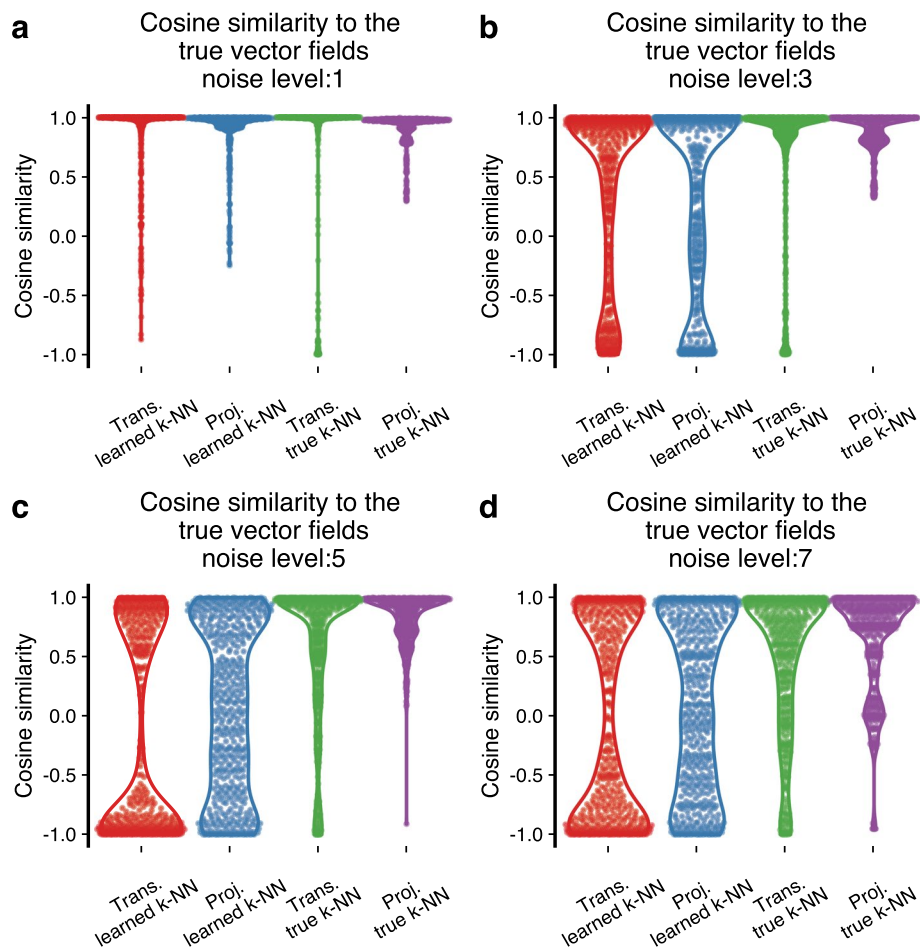 a
Cosine similarity to the
true vector fields
noise level:1
Cosine similarity
1.0
0.5
0.0
-0.5
-1.0
Trans.
learned k-NN
Proj.
learned k-NN
Trans.
true k-NN
Proj.
true k-NN
b
Cosine similarity to the
true vector fields
noise level:3
Cosine similarity
1.0
0.5
0.0
-0.5
-1.0
Trans.
learned k-NN
Proj.
learned k-NN
Trans.
true k-NN
Proj.
true k-NN
c
Cosine similarity to the
true vector fields
noise level:5
Cosine similarity
1.0
0.5
0.0
-0.5
-1.0
Trans.
learned k-NN
Proj.
learned k-NN
Trans.
true k-NN
Proj.
true k-NN
d
Cosine similarity to the
true vector fields
noise level:7
Cosine similarity
1.0
0.5
0.0
-0.5
-1.0
Trans.
learned k-NN
Proj.
learned k-NN
Trans.
true k-NN
Proj.
true k-NN